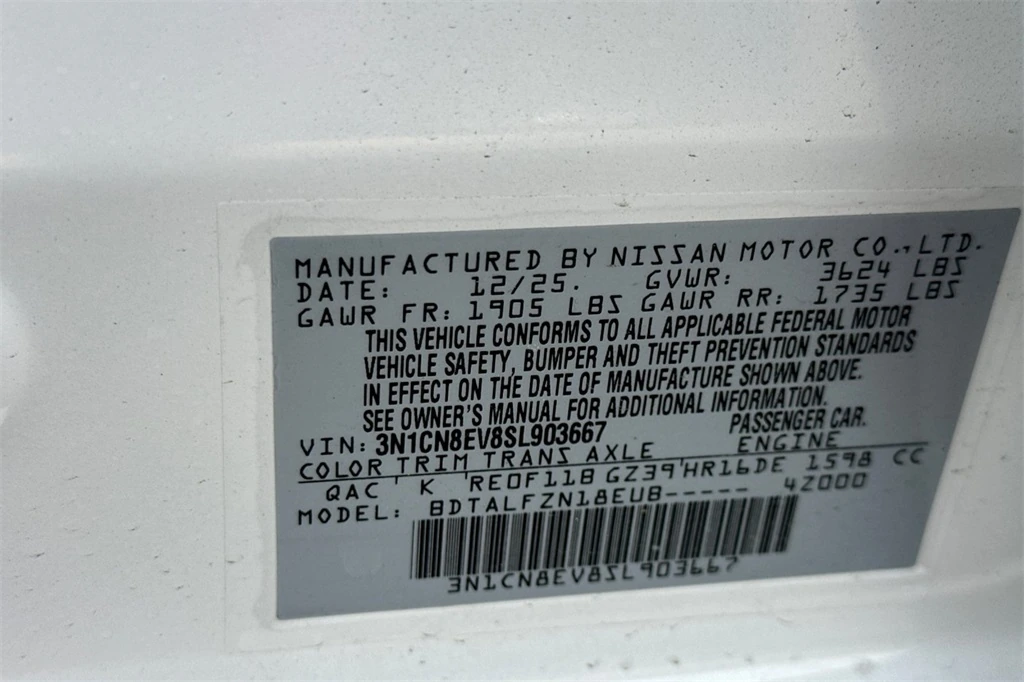 MANUFACTURED BY NISSAN MOTOR CO.,LTD.
DATE: 12/25. GVWR: 3624 LBS
GAWR FR: 1905 LBS GAWR RR: 1735 LBS
THIS VEHICLE CONFORMS TO ALL APPLICABLE FEDERAL MOTOR
VEHICLE SAFETY, BUMPER AND THEFT PREVENTION STANDARDS
IN EFFECT ON THE DATE OF MANUFACTURE SHOWN ABOVE.
SEE OWNER'S MANUAL FOR ADDITIONAL INFORMATION.
VIN: 3N1CN8EV8SL903667 PASSENGER CAR.
COLOR TRIM TRANS AXLE ENGINE
QAC K RE0F11B GZ39 HR16DE 1598 CC
MODEL: BDTALFZN18EUB----- 4Z000
3N1CN8EV8SL903667